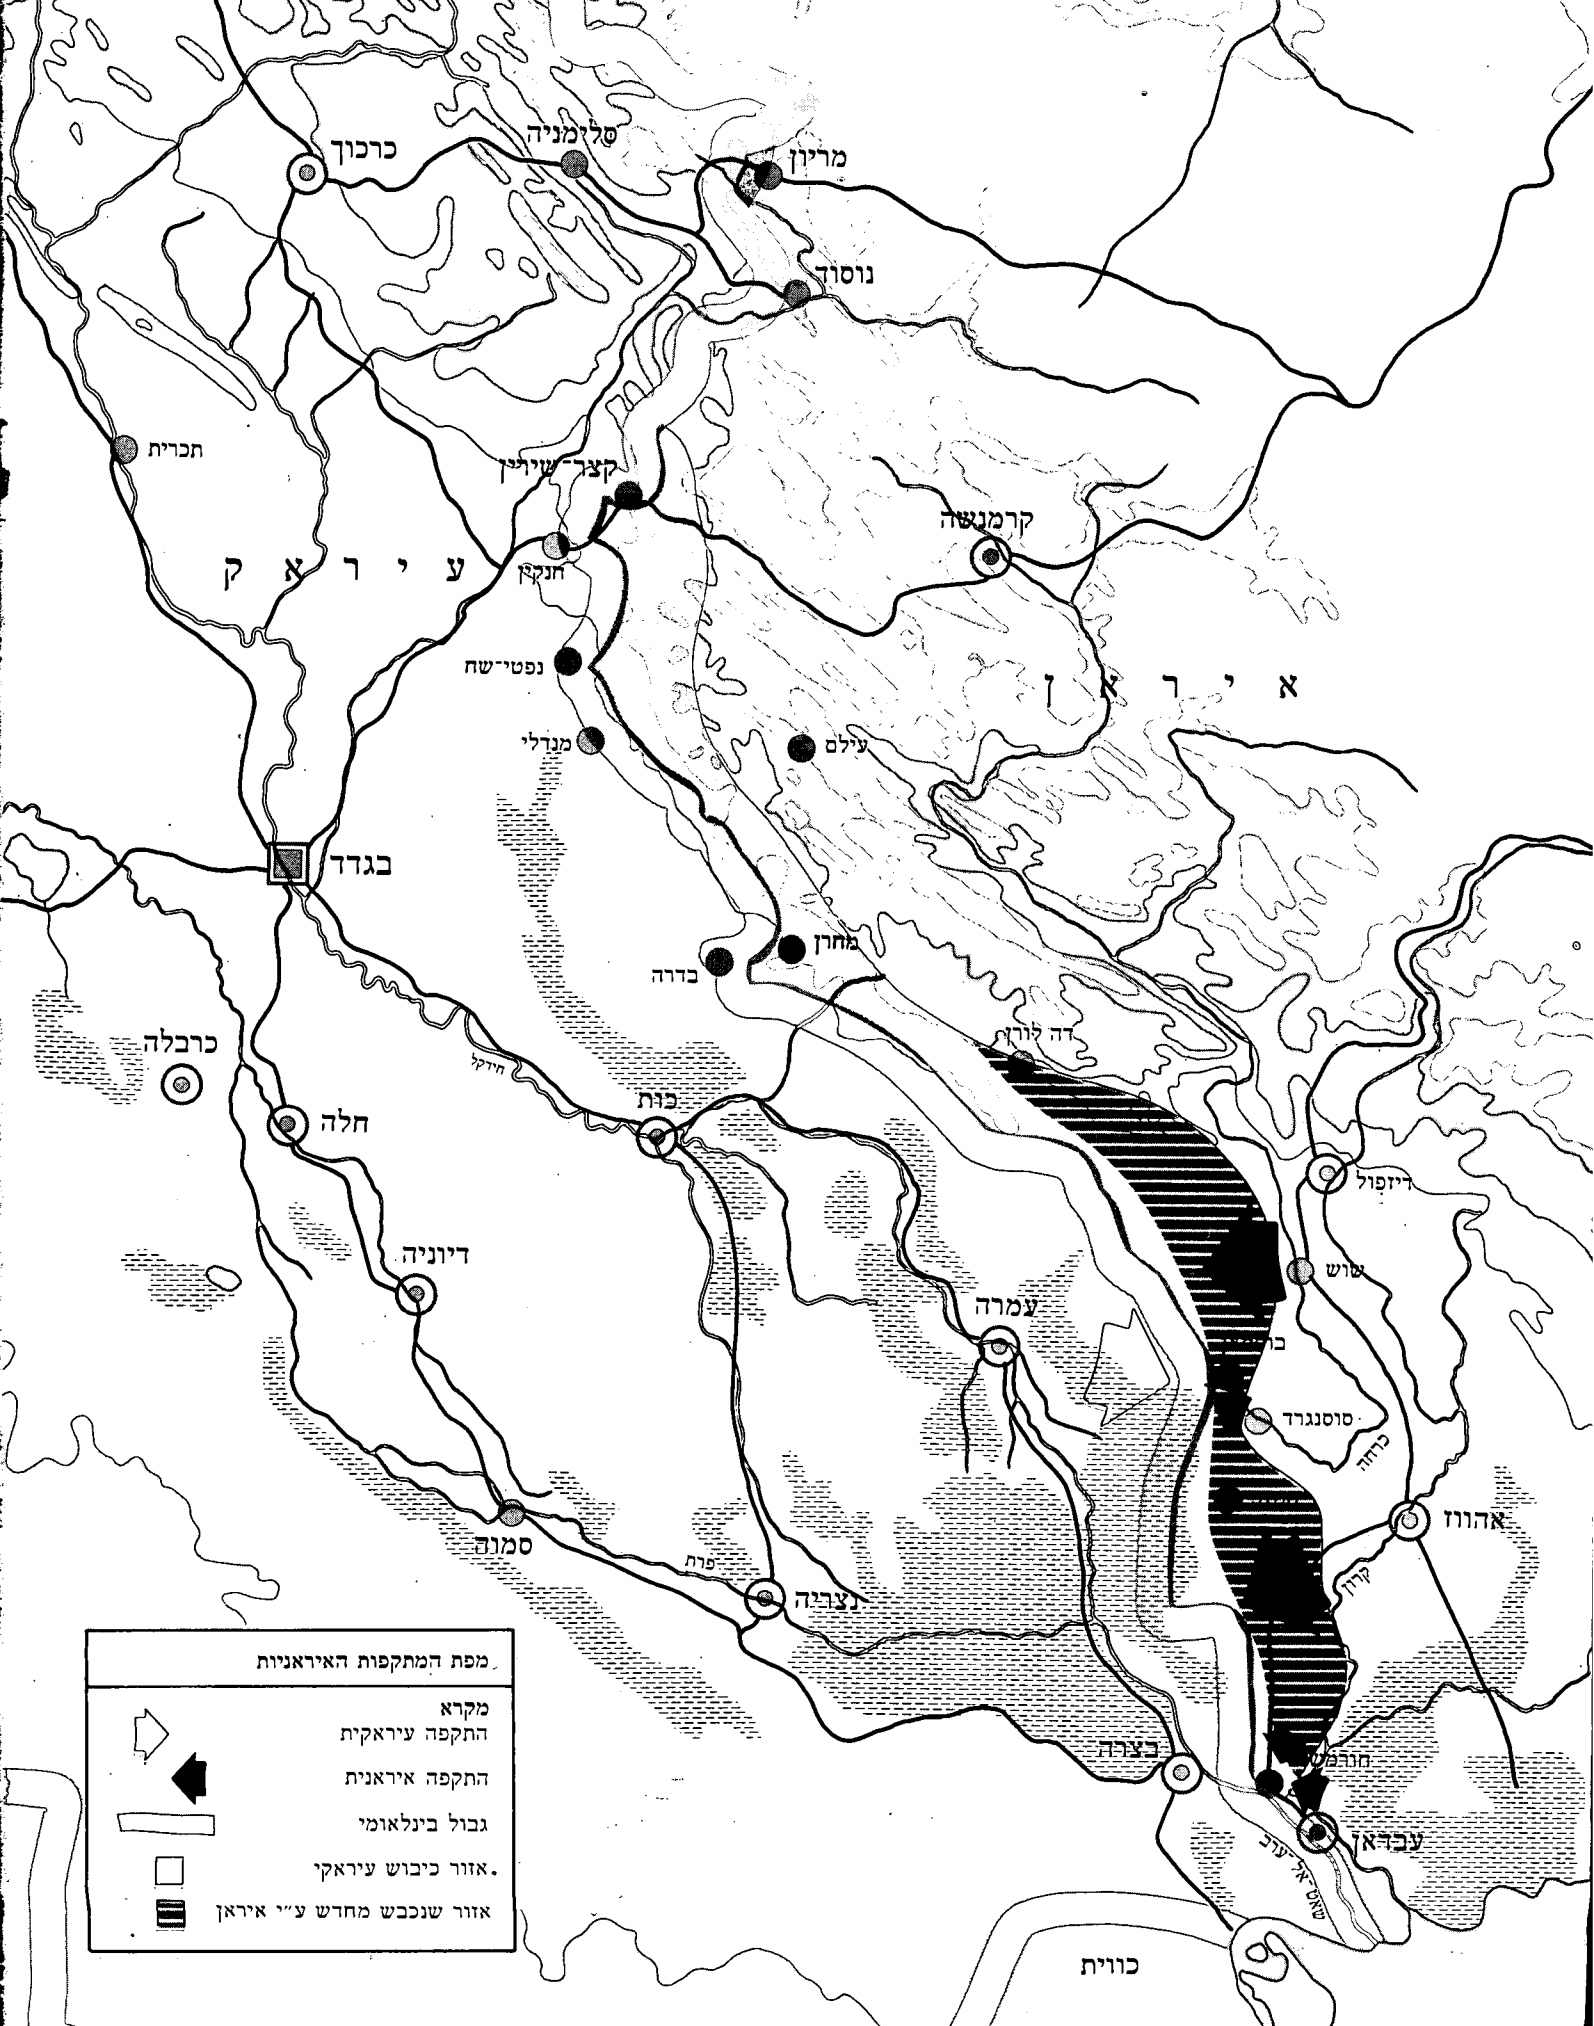 כרכוך
סלימניה
מריון
נוסוד
תכרית
קצר־שירין
קרמנשה
חנקין
עיראק
נפטי־שח
איראן
מנדלי
עילם
בגדד
מחרן
בדרה
דה לורן
כרבלה
חידקל
כות
חלה
דיזפול
דיוניה
שוש
עמרה
סוסנגרד
כרחה
אהווז
סמוה
פרת
קרון
נצריה
בצרה
עבדאן
שאט־אל־ערב
כווית
מפת המתקפות האיראניות
מקרא
התקפה עיראקית
התקפה איראנית
גבול בינלאומי
אזור כיבוש עיראקי
אזור שנכבש מחדש ע״י איראן